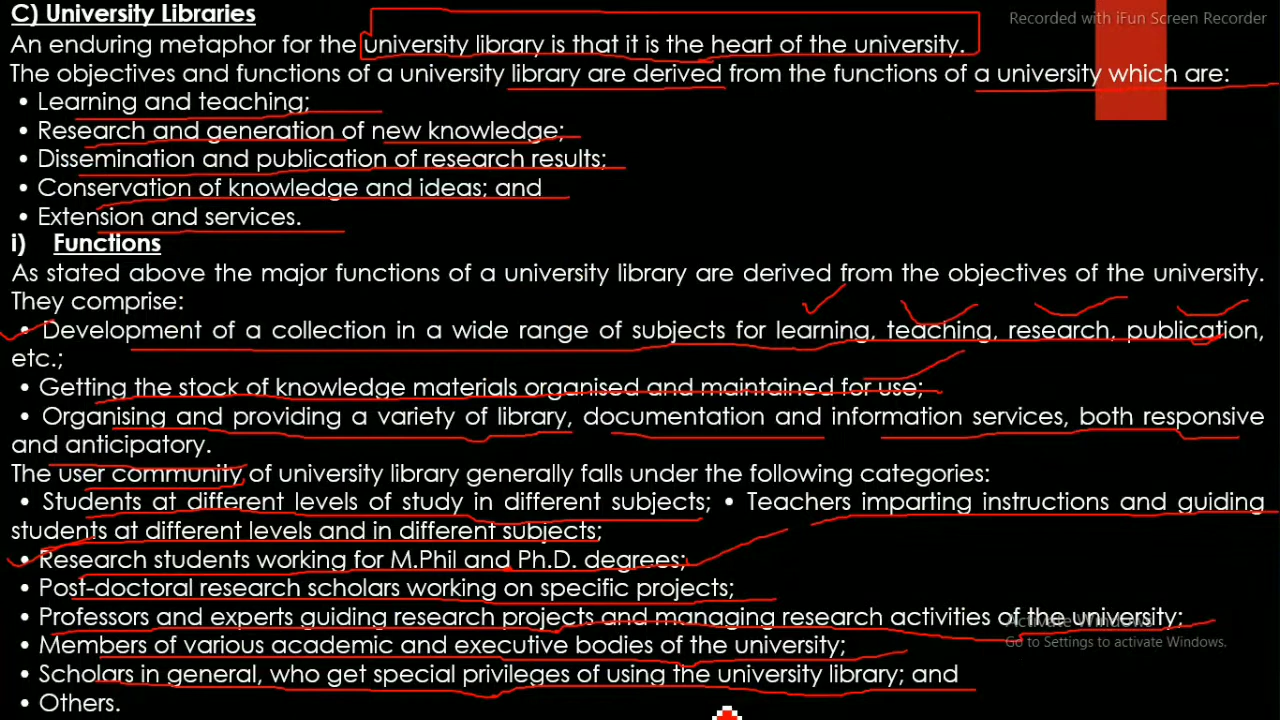 C) University Libraries
Recorded with iFun Screen Recorder
An enduring metaphor for the university library is that it is the heart of the university.
The objectives and functions of a university library are derived from the functions of a university which are:
• Learning and teaching;
• Research and generation of new knowledge;
• Dissemination and publication of research results;
• Conservation of knowledge and ideas; and
• Extension and services.
i) Functions
As stated above the major functions of a university library are derived from the objectives of the university.
They comprise:
• Development of a collection in a wide range of subjects for learning, teaching, research, publication,
etc.;
• Getting the stock of knowledge materials organised and maintained for use;
• Organising and providing a variety of library, documentation and information services, both responsive
and anticipatory.
The user community of university library generally falls under the following categories:
• Students at different levels of study in different subjects; • Teachers imparting instructions and guiding
students at different levels and in different subjects;
• Research students working for M.Phil and Ph.D. degrees;
• Post-doctoral research scholars working on specific projects;
• Professors and experts guiding research projects and managing research activities of the university;
Activate Windows
• Members of various academic and executive bodies of the university;
Go to Settings to activate Windows.
• Scholars in general, who get special privileges of using the university library; and
• Others.